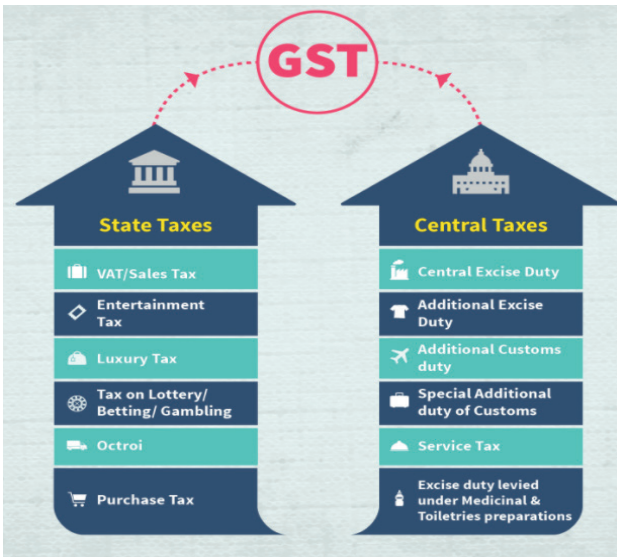 GST
State Taxes
VAT/Sales Tax
Entertainment
Tax
Luxury Tax
Tax on Lottery/
Betting/ Gambling
Octroi
Purchase Tax
Central Taxes
Central Excise Duty
Additional Excise
Duty
Additional Customs
duty
Special Additional
duty of Customs
Service Tax
Excise duty levied
under Medicinal &
Toiletries preparations